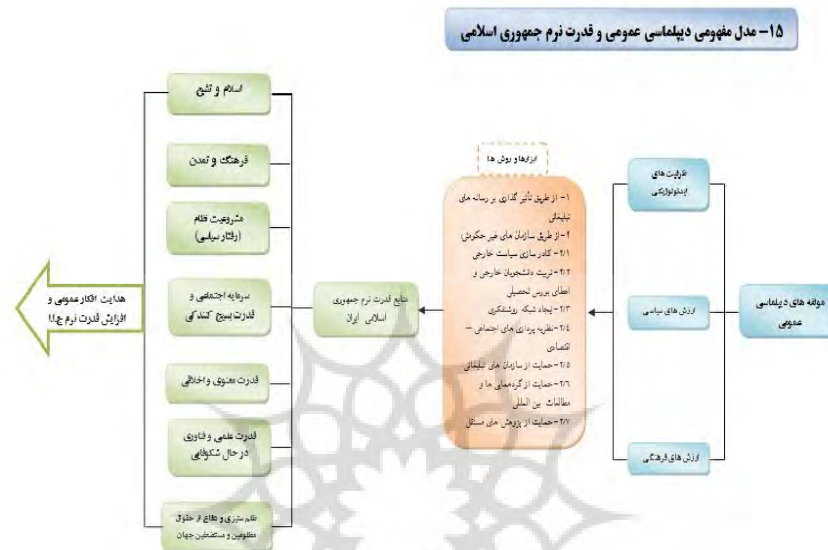 ۱۵- مدل مفهومی دیپلماسی عمومی و قدرت نرم جمهوری اسلامی
مولفه های دیپلماسی
عمومی
ظرفیت های
ایدئولوژیکی
ارزش های سیاسی
ارزش های فرهنگی
ابزارها و روش ها
۱- از طریق تأثیر گذاری بر رسانه های
تبلیغاتی
۲- از طریق سازمان های غیر حکومتی:
۲/۱- کادر سازی سیاست خارجی
۲/۲- تربیت دانشجویان خارجی و
اعطای بورس تحصیلی
۲/۳- ایجاد شبکه روشنفکری
۲/۴- نظریه پردازی های اجتماعی –
اقتصادی
۲/۵- حمایت از سازمان های تبلیغاتی
۲/۶- حمایت از گردهمایی ها و
مطالعات بین المللی
۲/۷- حمایت از پژوهش های مستقل
منابع قدرت نرم جمهوری
اسلامی ایران
اسلام و تشیع
فرهنگ و تمدن
مشروعیت نظام
(رفتار سیاسی)
سرمایه اجتماعی و
قدرت بسیج کنندگی
قدرت معنوی و اخلاقی
قدرت علمی و فناوری
در حال شکوفایی
ظلم ستیزی و دفاع از حقوق
مظلومین و مستضعفین جهان
هدایت افکار عمومی و
افزایش قدرت نرم ج.ا.ا